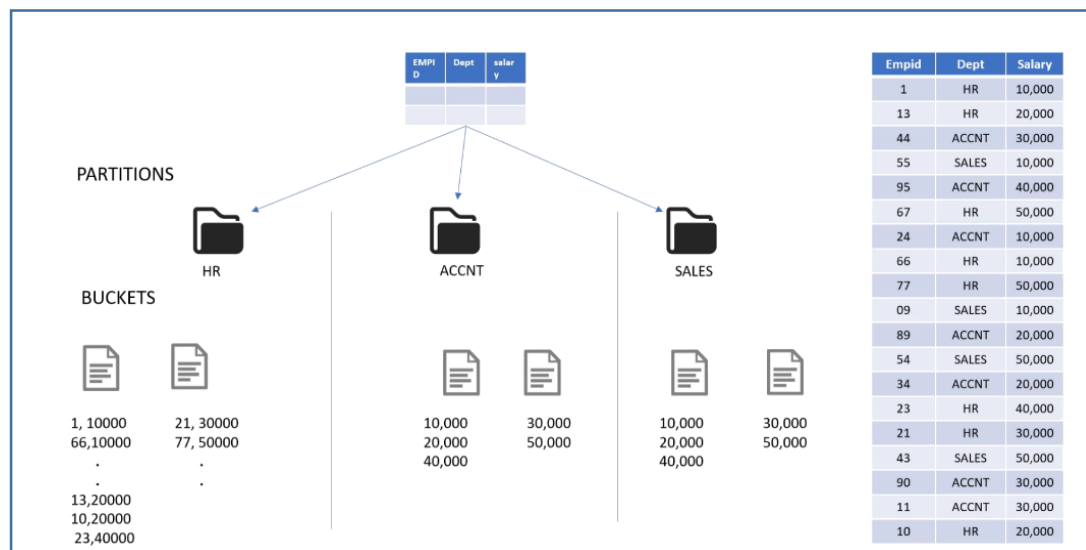 EMPI
D Dept salar
y
PARTITIONS
HR ACCNT SALES
BUCKETS
1, 10000 21, 30000 10,000 30,000 10,000 30,000
66,10000 77, 50000 20,000 50,000 20,000 50,000
. . 40,000 40,000
. .
13,20000
10,20000
23,40000
Empid Dept Salary
1 HR 10,000
13 HR 20,000
44 ACCNT 30,000
55 SALES 10,000
95 ACCNT 40,000
67 HR 50,000
24 ACCNT 10,000
66 HR 10,000
77 HR 50,000
09 SALES 10,000
89 ACCNT 20,000
54 SALES 50,000
34 ACCNT 20,000
23 HR 40,000
21 HR 30,000
43 SALES 50,000
90 ACCNT 30,000
11 ACCNT 30,000
10 HR 20,000